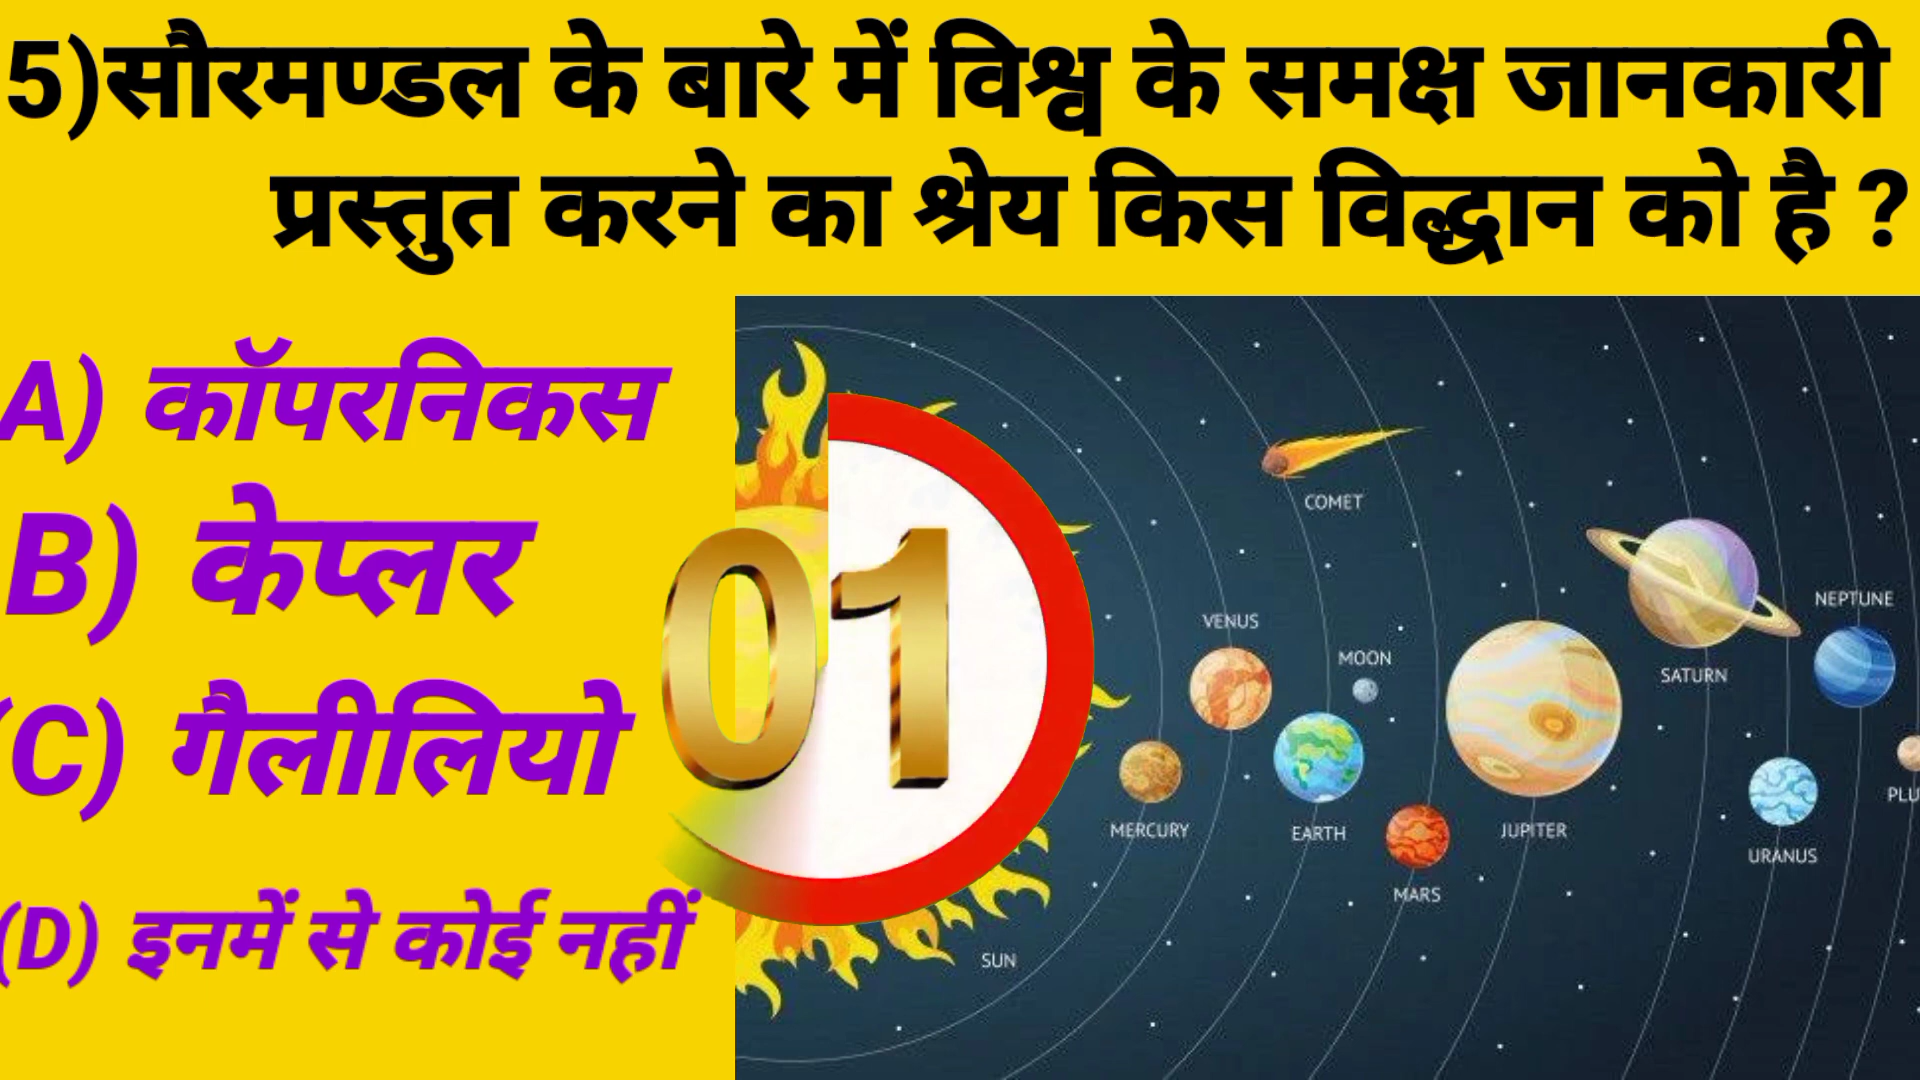 5)सौरमण्डल के बारे में विश्व के समक्ष जानकारी
प्रस्तुत करने का श्रेय किस विद्धान को है ?
A) कॉपरनिकस
B) केप्लर
(C) गैलीलियो
(D) इनमें से कोई नहीं
01
COMET
NEPTUNE
VENUS
MOON
SATURN
MERCURY
EARTH
JUPITER
URANUS
MARS
SUN